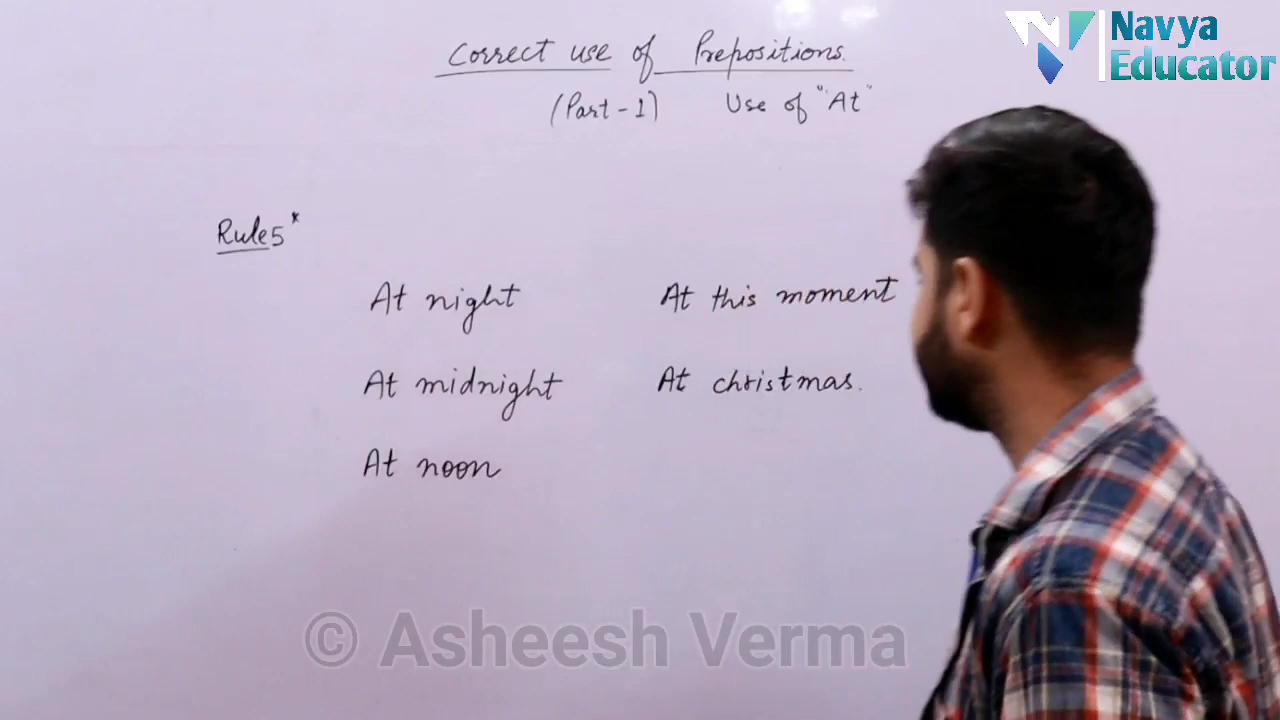 Correct use of Prepositions.
(Part-1) Use of "At"
Navya
Educator
Rule5*
At night
At this moment
At midnight
At christmas.
At noon
© Asheesh Verma